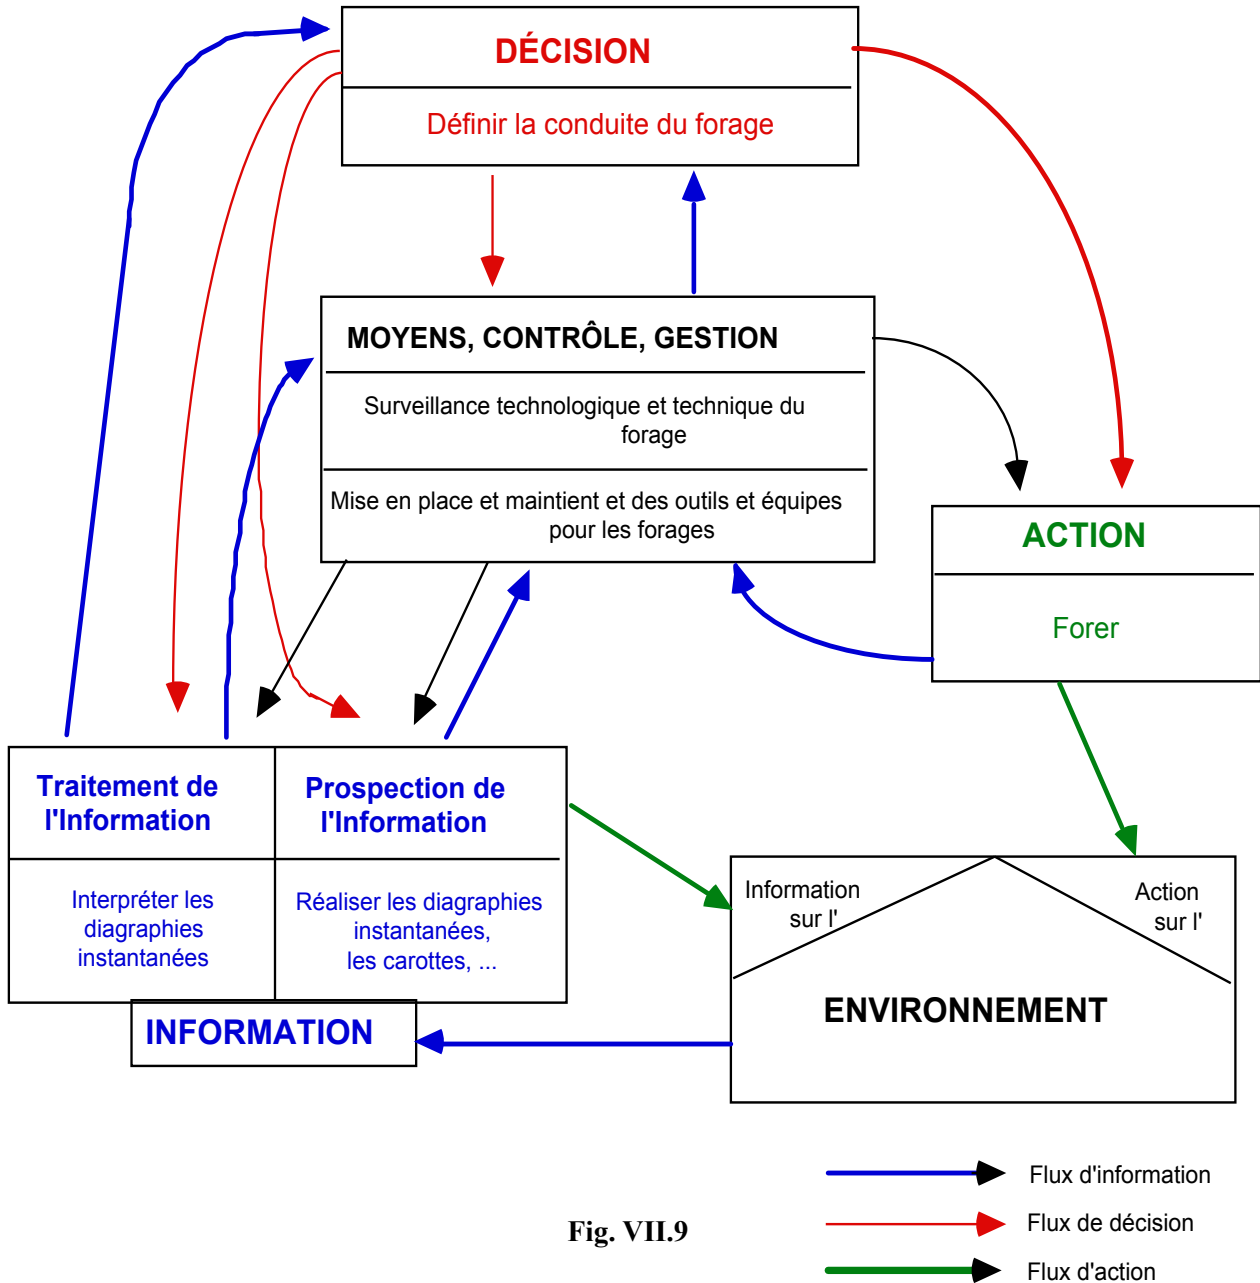 DÉCISION
Définir la conduite du forage
MOYENS, CONTRÔLE, GESTION
Surveillance technologique et technique du
forage
Mise en place et maintient et des outils et équipes
pour les forages
ACTION
Forer
Traitement de
l'Information
Prospection de
l'Information
Interpréter les
diagraphies
instantanées
Réaliser les diagraphies
instantanées,
les carottes, ...
INFORMATION
Information
sur l'
Action
sur l'
ENVIRONNEMENT
Flux d'information
Flux de décision
Flux d'action
Fig. VII.9